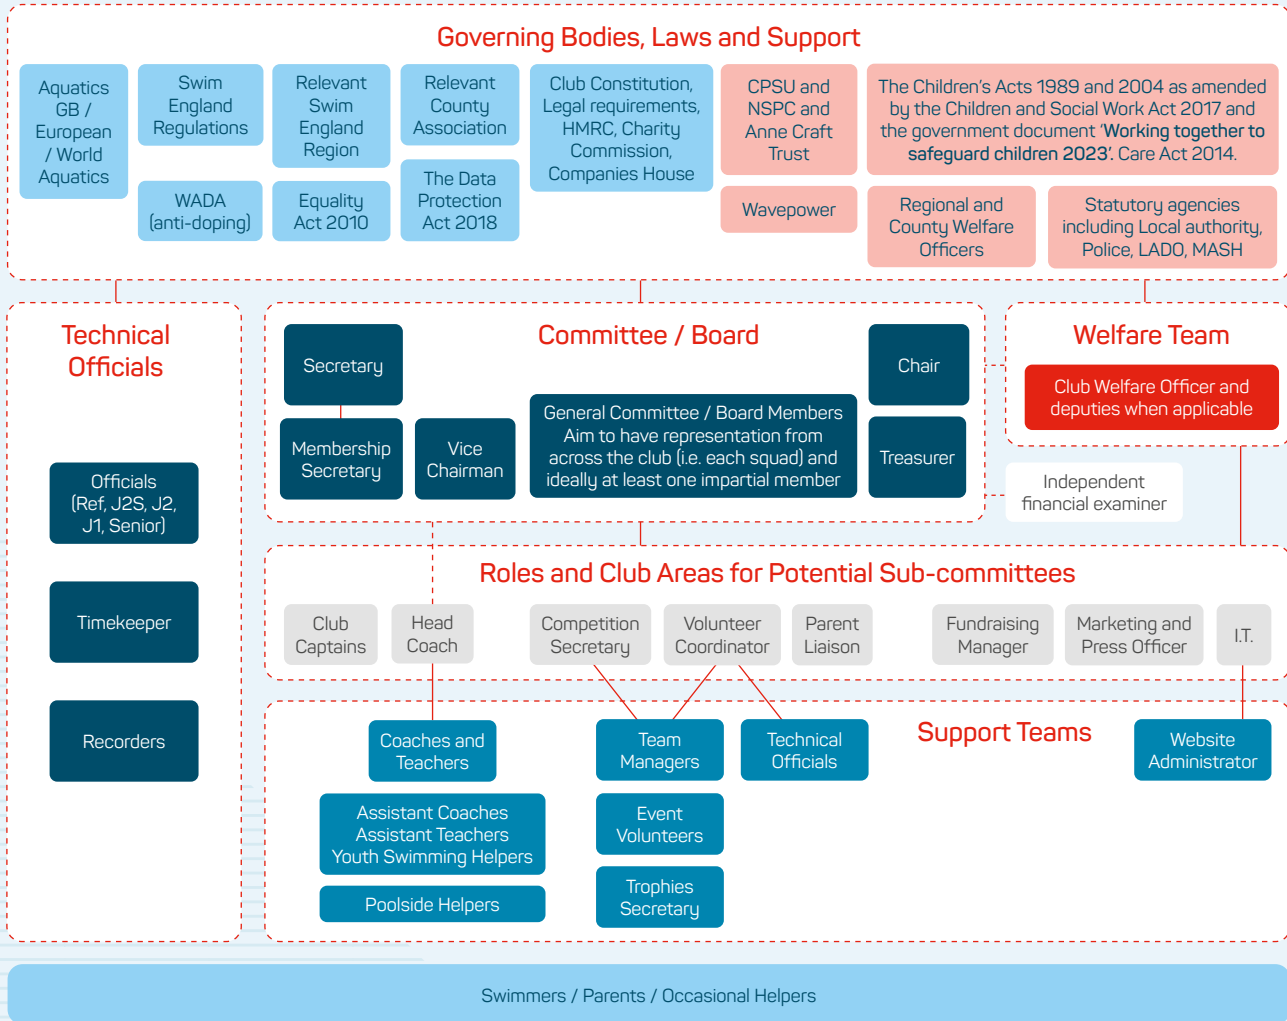 Governing Bodies, Laws and Support
Aquatics
GB /
European
/ World
Aquatics
Swim
England
Regulations
Relevant
Swim
England
Region
Relevant
County
Association
Club Constitution,
Legal requirements,
HMRC, Charity
Commission,
Companies House
CPSU and
NSPC and
Anne Craft
Trust
The Children's Acts 1989 and 2004 as amended
by the Children and Social Work Act 2017 and
the government document 'Working together to
safeguard children 2023'. Care Act 2014.
WADA
(anti-doping)
Equality
Act 2010
The Data
Protection
Act 2018
Wavepower
Regional and
County Welfare
Officers
Statutory agencies
including Local authority,
Police, LADO, MASH
Technical
Officials
Officials
(Ref, J2S, J2,
J1, Senior)
Timekeeper
Recorders
Committee / Board
Secretary
Membership
Secretary
Vice
Chairman
General Committee / Board Members
Aim to have representation from
across the club (i.e. each squad) and
ideally at least one impartial member
Chair
Treasurer
Welfare Team
Club Welfare Officer and
deputies when applicable
Independent
financial examiner
Roles and Club Areas for Potential Sub-committees
Club
Captains
Head
Coach
Competition
Secretary
Volunteer
Coordinator
Parent
Liaison
Fundraising
Manager
Marketing and
Press Officer
I.T.
Support Teams
Coaches and
Teachers
Team
Managers
Technical
Officials
Website
Administrator
Assistant Coaches
Assistant Teachers
Youth Swimming Helpers
Event
Volunteers
Poolside Helpers
Trophies
Secretary
Swimmers / Parents / Occasional Helpers